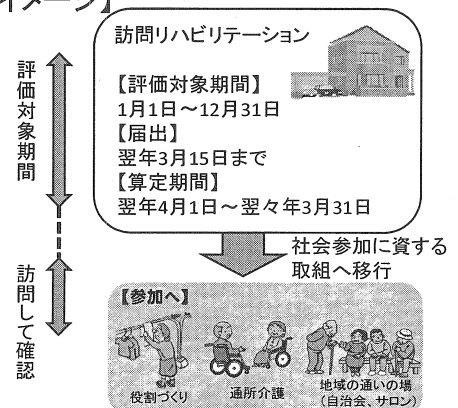 イメージ】
訪問リハビリテーション
【評価対象期間】
1月1日～12月31日
【届出】
翌年3月15日まで
【算定期間】
翌年4月1日～翌々年3月31日
評価対象期間
訪問して確認
社会参加に資する
取組へ移行
【参加へ】
役割づくり
通所介護
地域の通いの場
（自治会、サロン）